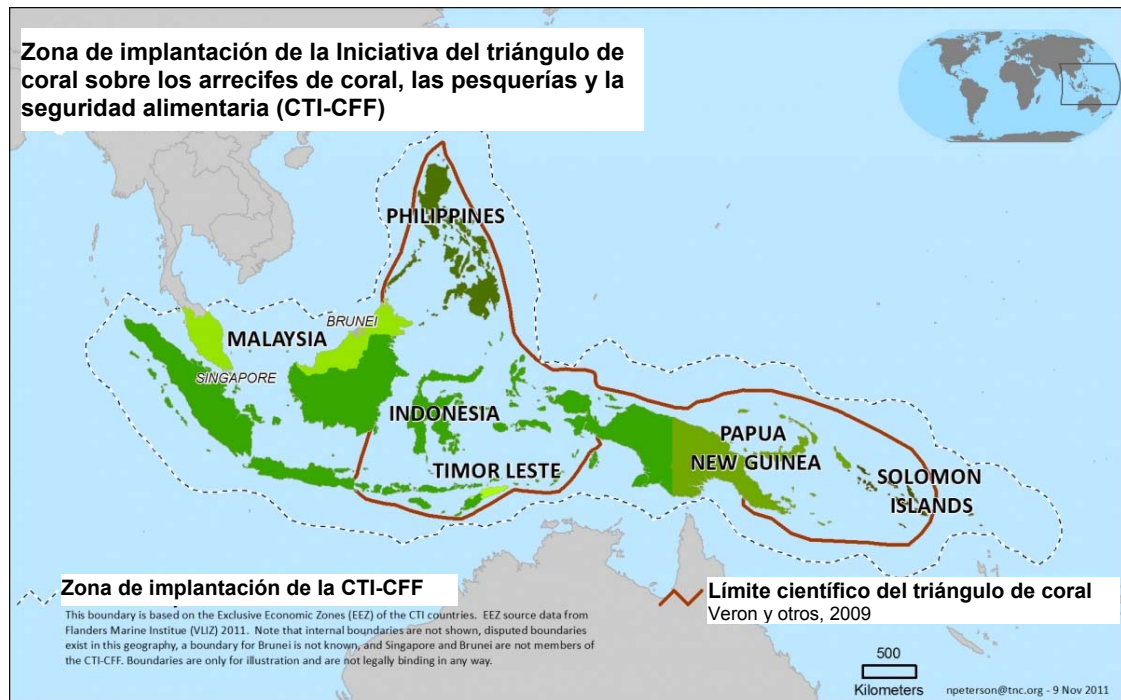 Zona de implantación de la Iniciativa del triángulo de
coral sobre los arrecifes de coral, las pesquerías y la
seguridad alimentaria (CTI-CFF)
PHILIPPINES
BRUNEI
MALAYSIA
SINGAPORE
INDONESIA
PAPUA
NEW GUINEA
TIMOR LESTE
SOLOMON
ISLANDS
Zona de implantación de la CTI-CFF
This boundary is based on the Exclusive Economic Zones (EEZ) of the CTI countries. EEZ source data from
Flanders Marine Institue (VLIZ) 2011. Note that internal boundaries are not shown, disputed boundaries
exist in this geography, a boundary for Brunei is not known, and Singapore and Brunei are not members of
the CTI-CFF. Boundaries are only for illustration and are not legally binding in any way.
Límite científico del triángulo de coral
Veron y otros, 2009
500
Kilometers
npeterson@tnc.org - 9 Nov 2011